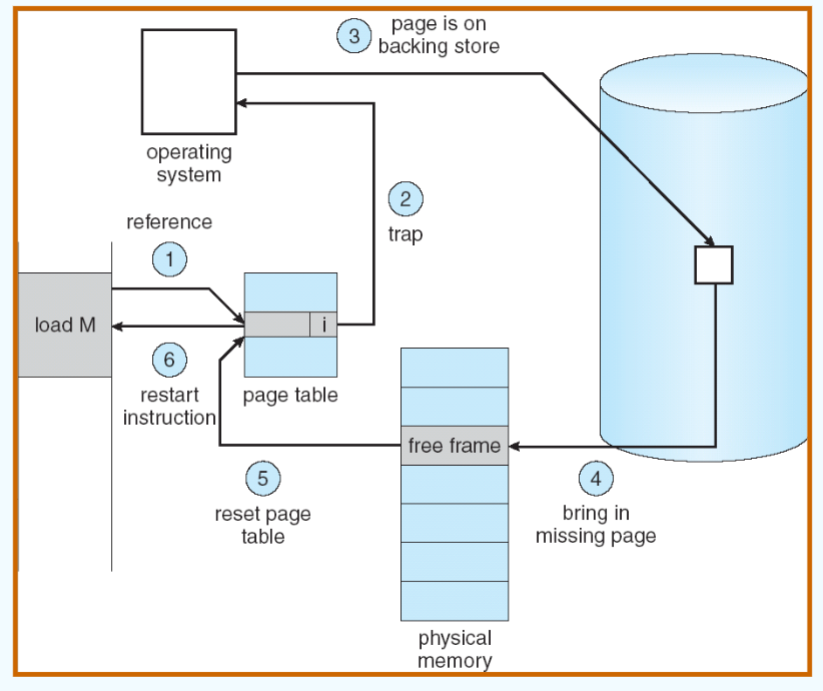 3
page is on
backing store
operating
system
2
trap
reference
1
load M
i
6
restart
instruction
page table
free frame
5
reset page
table
4
bring in
missing page
physical
memory